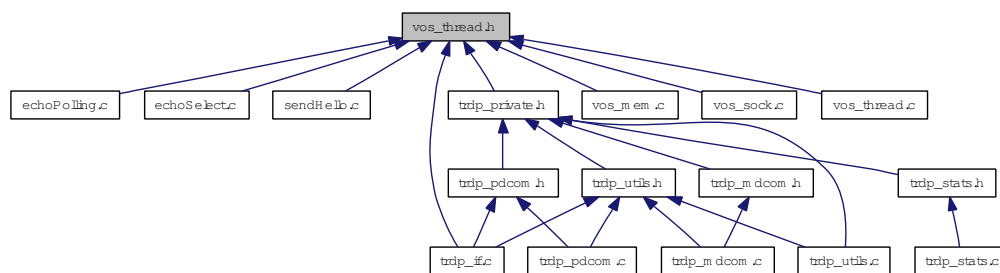 vos_thread.h
echoPolling.c
echoSelect.c
sendHello.c
trdp_private.h
vos_mem.c
vos_sock.c
vos_thread.c
trdp_pdcom.h
trdp_utils.h
trdp_mdcom.h
trdp_stats.h
trdp_if.c
trdp_pdcom.c
trdp_mdcom.c
trdp_utils.c
trdp_stats.c